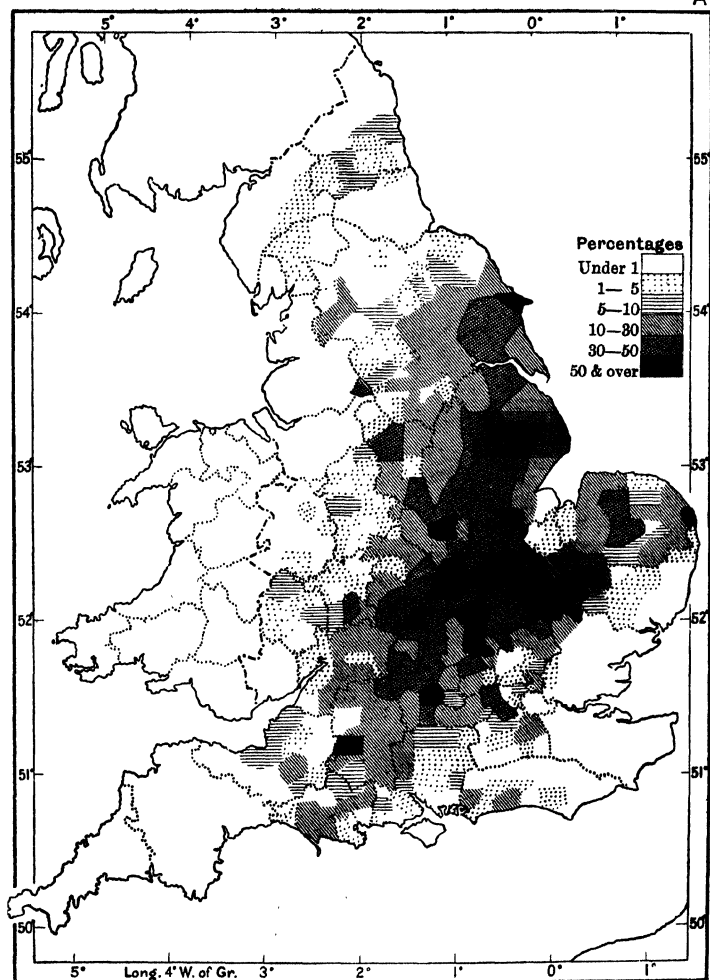 A
5° 4° 3° 2° 1° 0° 1°
55° 55°
Percentages
Under 1
1— 5
5—10
10—30
30—50
50 & over
54° 54°
53° 53°
52° 52°
51° 51°
50° 50°
5° Long. 4° W. of Gr. 3° 2° 1° 0° 1°